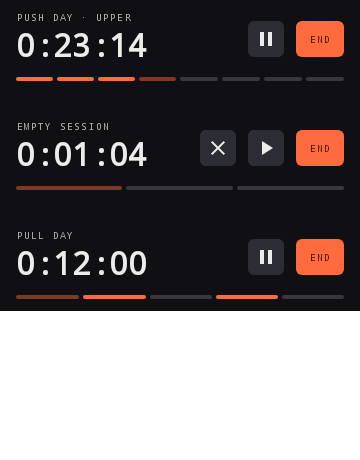 PUSH DAY · UPPER
0:23:14
END
EMPTY SESSION
0:01:04
END
PULL DAY
0:12:00
END